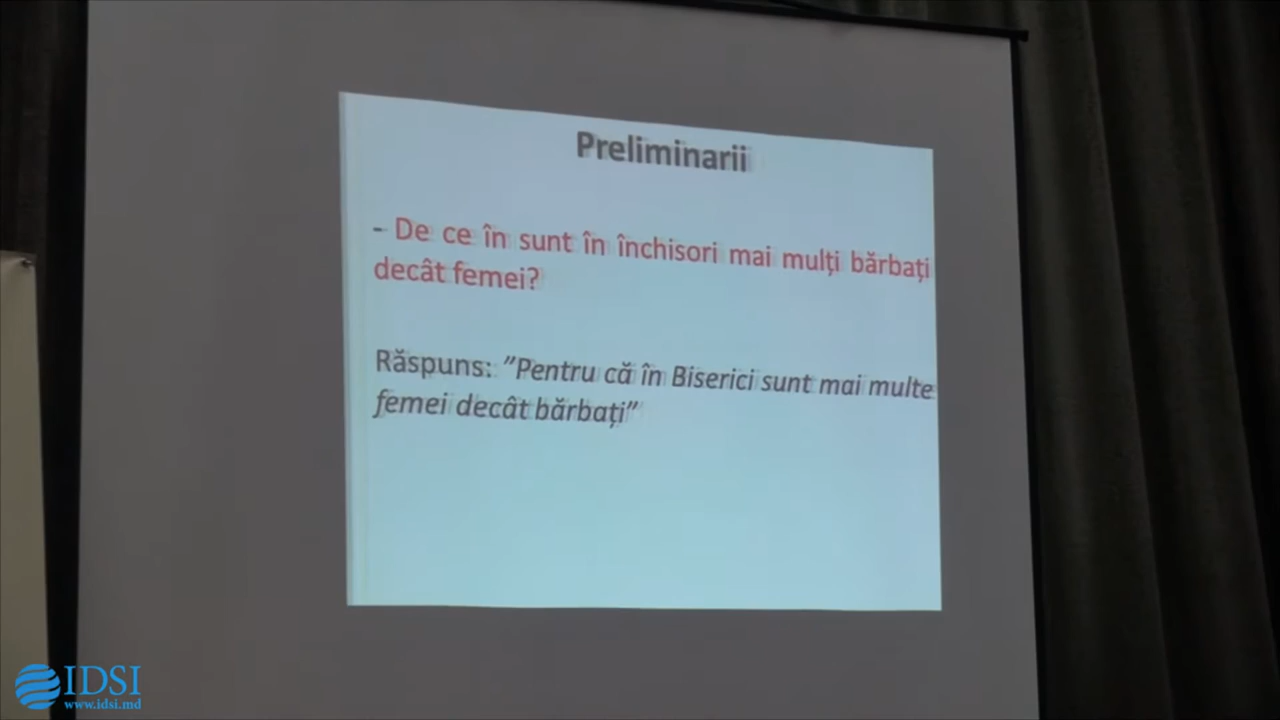 Preliminarii
- De ce în sunt în închisori mai mulți bărbați
decât femei?
Răspuns: ”Pentru că în Biserici sunt mai multe
femei decât bărbați”
IDSI
www.idsi.md